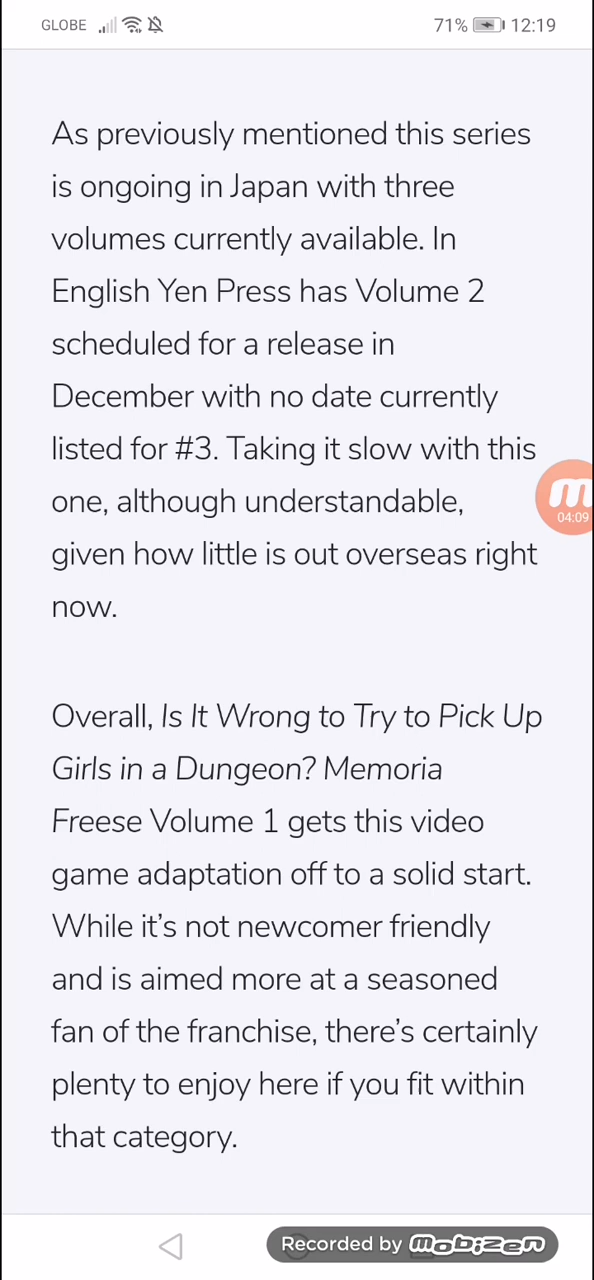 GLOBE 71% 12:19
As previously mentioned this series
is ongoing in Japan with three
volumes currently available. In
English Yen Press has Volume 2
scheduled for a release in
December with no date currently
listed for #3. Taking it slow with this
one, although understandable,
given how little is out overseas right
now.
m
04:09
Overall, Is It Wrong to Try to Pick Up
Girls in a Dungeon? Memoria
Freese Volume 1 gets this video
game adaptation off to a solid start.
While it’s not newcomer friendly
and is aimed more at a seasoned
fan of the franchise, there’s certainly
plenty to enjoy here if you fit within
that category.
Recorded by mobizen